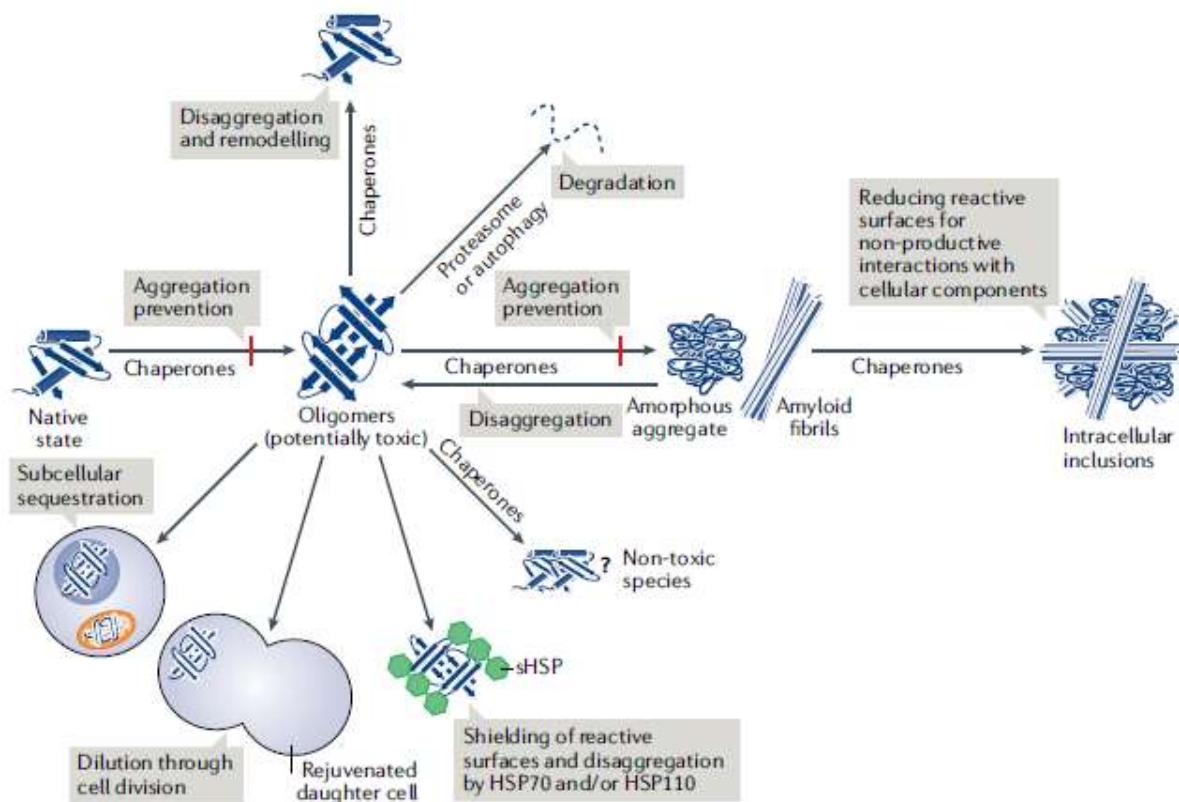 Disaggregation
and remodelling
Chaperones
Proteasome
or autophagy
Degradation
Reducing reactive
surfaces for
non-productive
interactions with
cellular components
Aggregation
prevention
Aggregation
prevention
Chaperones
Chaperones
Chaperones
Disaggregation
Native
state
Oligomers
(potentially toxic)
Amorphous
aggregate
Amyloid
fibrils
Intracellular
inclusions
Subcellular
sequestration
Chaperones
?
Non-toxic
species
sHSP
Dilution through
cell division
Rejuvenated
daughter cell
Shielding of reactive
surfaces and disaggregation
by HSP70 and/or HSP110